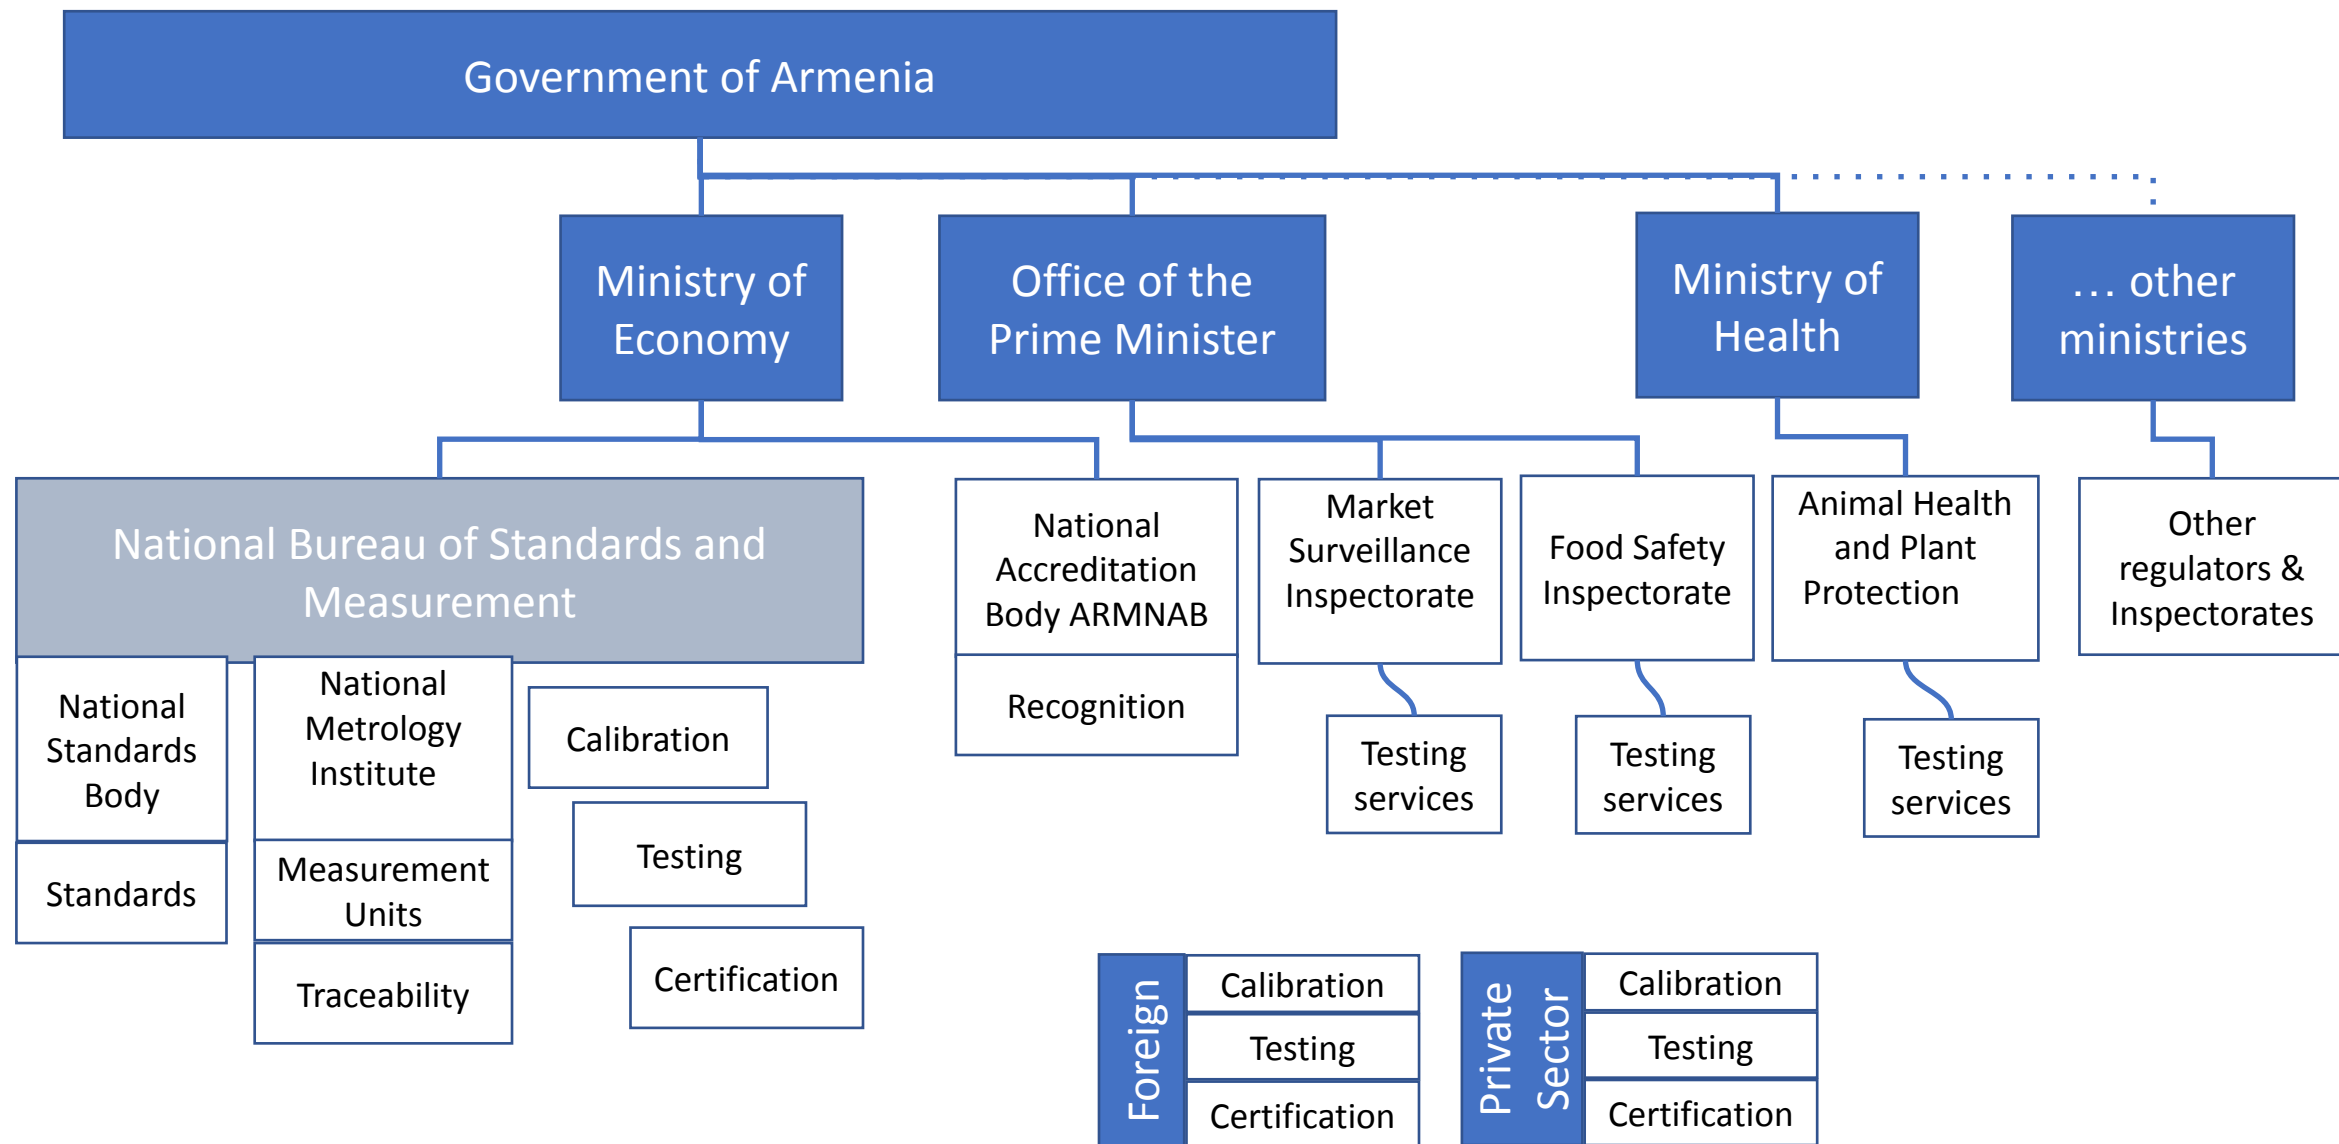 Government of Armenia
Ministry of
Economy
Office of the
Prime Minister
Ministry of
Health
… other
ministries
National Bureau of Standards and
Measurement
National
Accreditation
Body ARMNAB
Recognition
Market
Surveillance
Inspectorate
Food Safety
Inspectorate
Animal Health
and Plant
Protection
Other
regulators &
Inspectorates
National
Standards
Body
Standards
National
Metrology
Institute
Measurement
Units
Traceability
Calibration
Testing
Certification
Testing
services
Testing
services
Testing
services
Foreign
Calibration
Testing
Certification
Private
Sector
Calibration
Testing
Certification